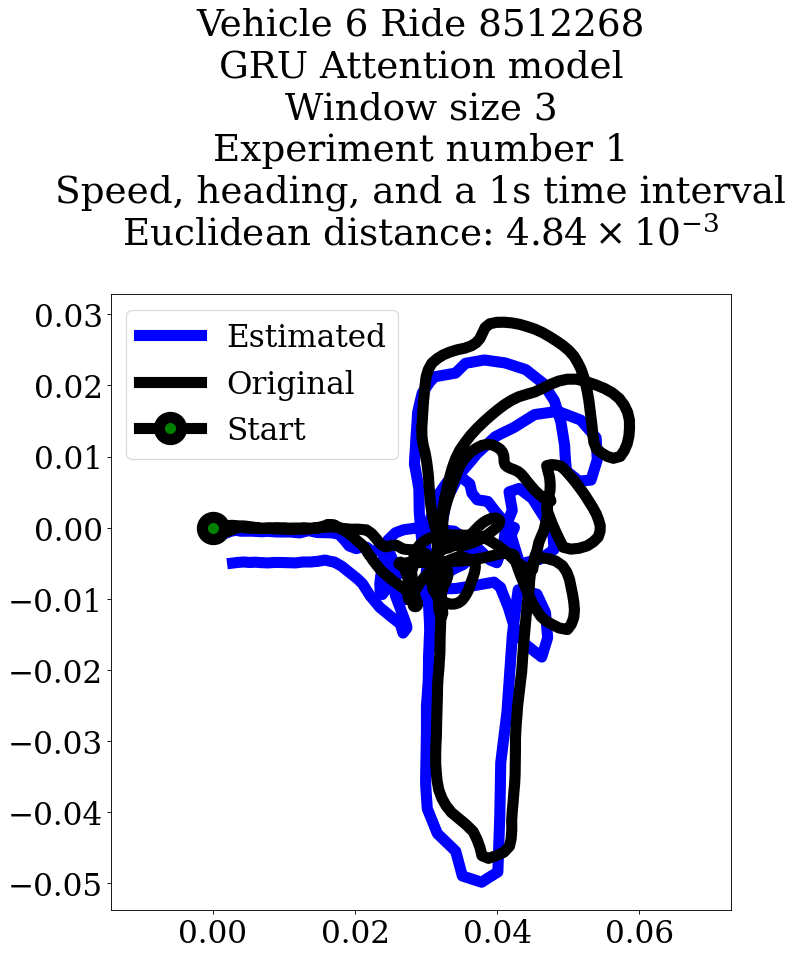 Vehicle 6 Ride 8512268
GRU Attention model
Window size 3
Experiment number 1
Speed, heading, and a 1s time interval
Euclidean distance: 4.84 × 10⁻³
Estimated
Original
Start
0.03
0.02
0.01
0.00
−0.01
−0.02
−0.03
−0.04
−0.05
0.00 0.02 0.04 0.06